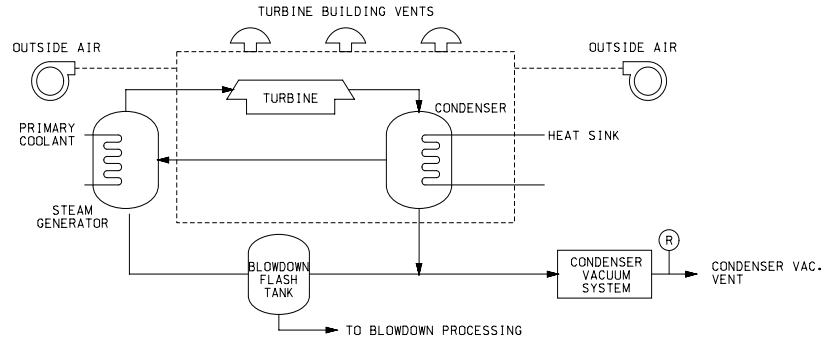 TURBINE BUILDING VENTS
OUTSIDE AIR
OUTSIDE AIR
TURBINE
CONDENSER
PRIMARY
COOLANT
HEAT SINK
STEAM
GENERATOR
BLOWDOWN
FLASH
TANK
R
CONDENSER
VACUUM
SYSTEM
CONDENSER VAC.
VENT
TO BLOWDOWN PROCESSING